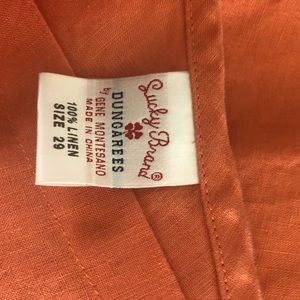 Lucky Brand®
DUNGAREES
by GENE MONTESANO
MADE IN CHINA
100% LINEN
SIZE 29